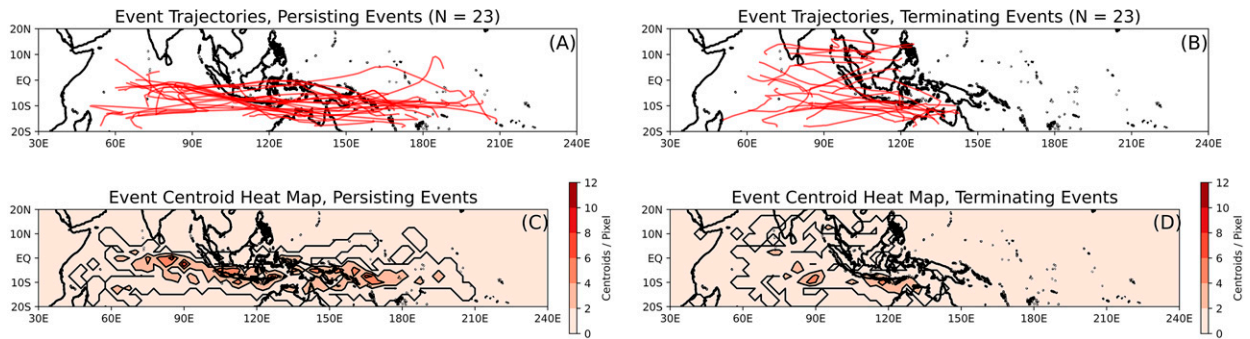 Event Trajectories, Persisting Events (N = 23)
20N
10N
EQ
10S
20S
30E 60E 90E 120E 150E 180E 210E 240E
(A)
Event Trajectories, Terminating Events (N = 23)
20N
10N
EQ
10S
20S
30E 60E 90E 120E 150E 180E 210E 240E
(B)
Event Centroid Heat Map, Persisting Events
20N
10N
EQ
10S
20S
30E 60E 90E 120E 150E 180E 210E 240E
(C)
12
10
8
6
4
2
0
Centroids / Pixel
Event Centroid Heat Map, Terminating Events
20N
10N
EQ
10S
20S
30E 60E 90E 120E 150E 180E 210E 240E
(D)
12
10
8
6
4
2
0
Centroids / Pixel